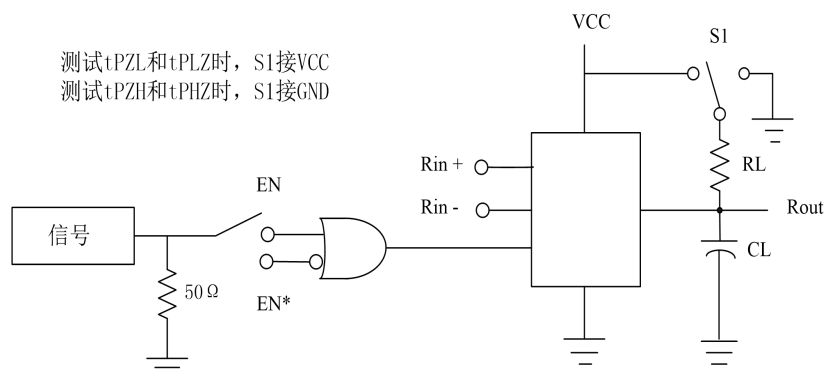 VCC
S1
测试tPZL和tPLZ时，S1接VCC
测试tPZH和tPHZ时，S1接GND
Rin +
RL
EN
Rin -
Rout
信号
CL
50Ω
EN*